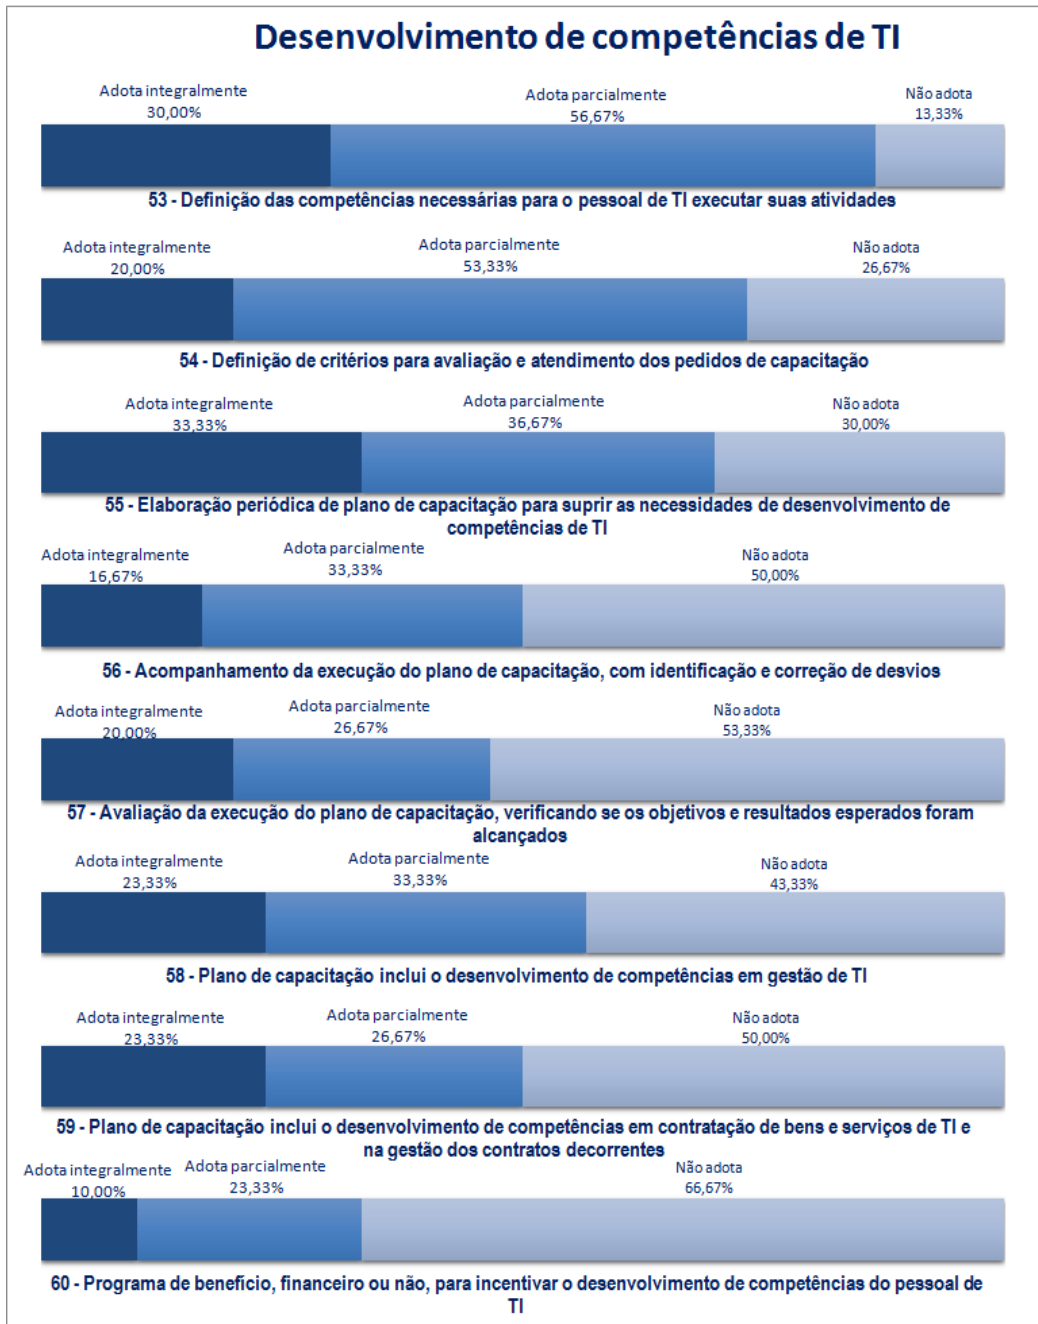 Desenvolvimento de competências de TI
Adota integralmente
30,00%
Adota parcialmente
56,67%
Não adota
13,33%
53 - Definição das competências necessárias para o pessoal de TI executar suas atividades
Adota integralmente
20,00%
Adota parcialmente
53,33%
Não adota
26,67%
54 - Definição de critérios para avaliação e atendimento dos pedidos de capacitação
Adota integralmente
33,33%
Adota parcialmente
36,67%
Não adota
30,00%
55 - Elaboração periódica de plano de capacitação para suprir as necessidades de desenvolvimento de
competências de TI
Adota integralmente
16,67%
Adota parcialmente
33,33%
Não adota
50,00%
56 - Acompanhamento da execução do plano de capacitação, com identificação e correção de desvios
Adota integralmente
20,00%
Adota parcialmente
26,67%
Não adota
53,33%
57 - Avaliação da execução do plano de capacitação, verificando se os objetivos e resultados esperados foram
alcançados
Adota integralmente
23,33%
Adota parcialmente
33,33%
Não adota
43,33%
58 - Plano de capacitação inclui o desenvolvimento de competências em gestão de TI
Adota integralmente
23,33%
Adota parcialmente
26,67%
Não adota
50,00%
59 - Plano de capacitação inclui o desenvolvimento de competências em contratação de bens e serviços de TI e
na gestão dos contratos decorrentes
Adota integralmente
10,00%
Adota parcialmente
23,33%
Não adota
66,67%
60 - Programa de benefício, financeiro ou não, para incentivar o desenvolvimento de competências do pessoal de
TI